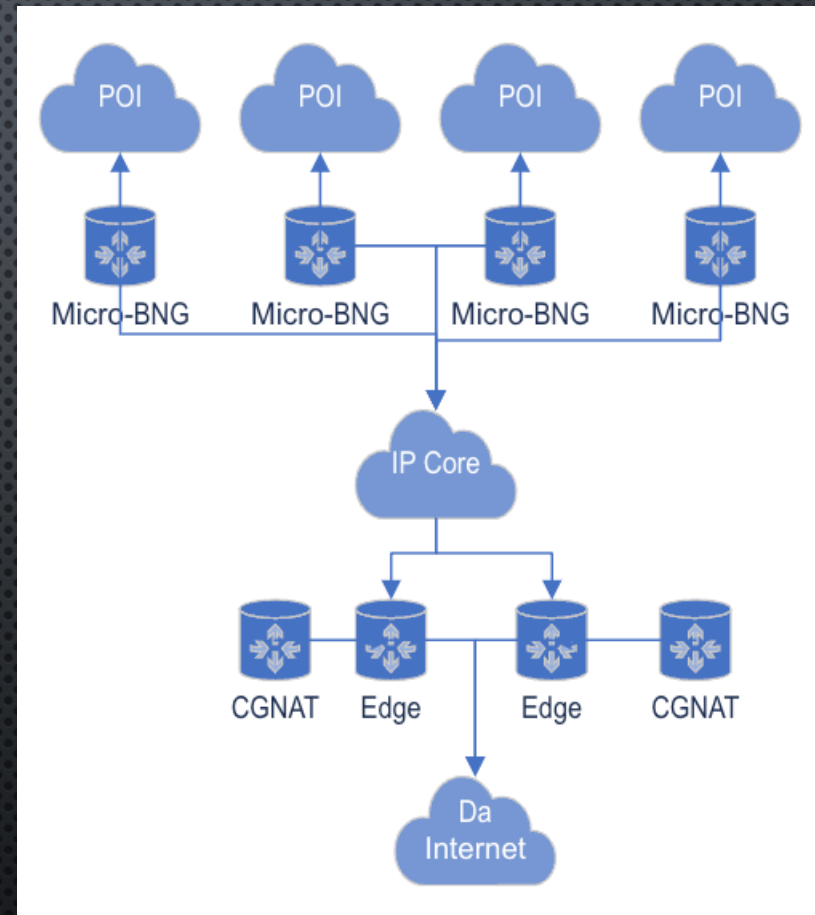 POI POI POI POI
Micro-BNG Micro-BNG Micro-BNG Micro-BNG
IP Core
CGNAT Edge Edge CGNAT
Da
Internet